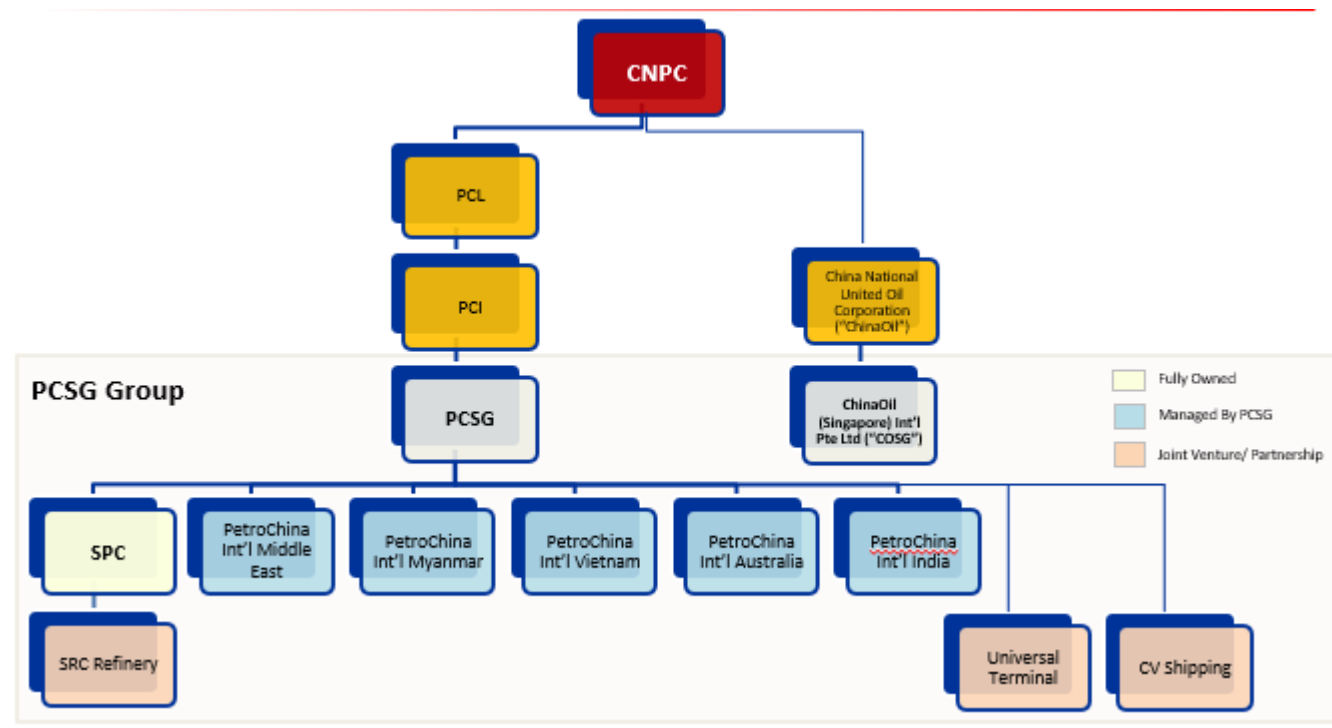 CNPC
PCL
PCI
China National
United Oil
Corporation
("ChinaOil")
PCSG Group
PCSG
ChinaOil
(Singapore) Int'l
Pte Ltd ("COSG")
Fully Owned
Managed By PCSG
Joint Venture/ Partnership
SPC
PetroChina
Int'l Middle
East
PetroChina
Int'l Myanmar
PetroChina
Int'l Vietnam
PetroChina
Int'l Australia
PetroChina
Int'l India
SRC Refinery
Universal
Terminal
CV Shipping